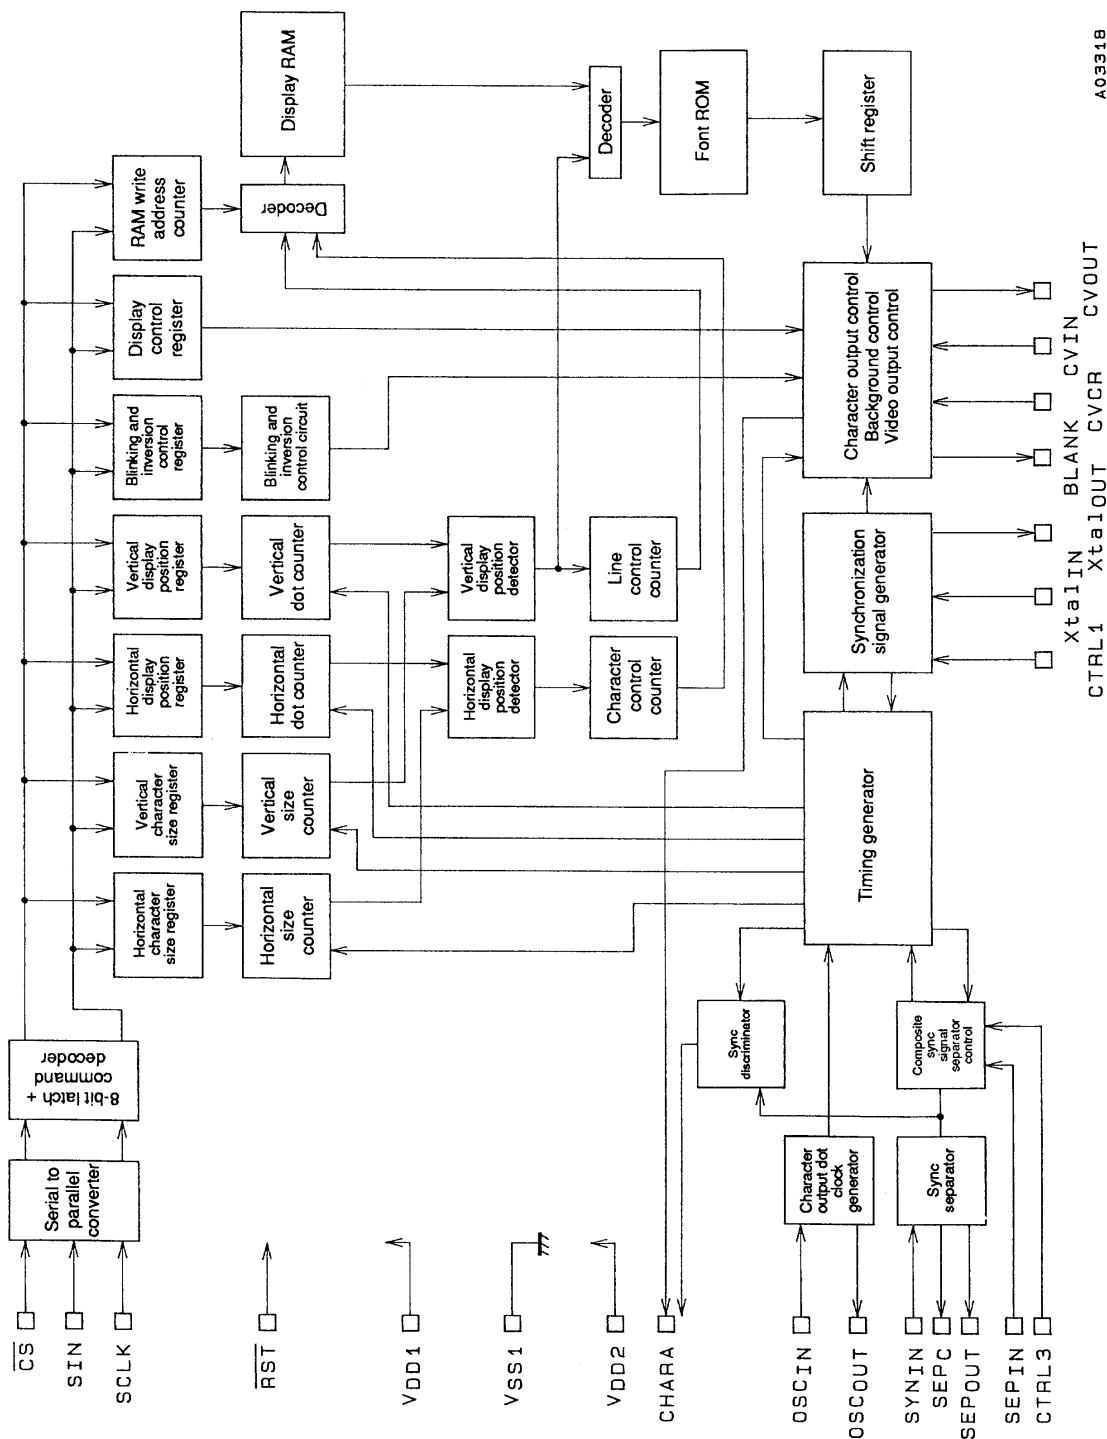 CS
SIN
SCLK
RST
VDD1
VSS1
VDD2
CHARA
OSCIN
OSCOUT
SYNIN
SEPC
SEPOUT
SEPIN
CTRL3
Serial to
parallel
converter
8-bit latch +
command
decoder
Horizontal
character
size register
Vertical
character
size register
Horizontal
display
position
register
Vertical
display
position
register
Blinking and
inversion
control
register
Display
control
register
RAM write
address
counter
Horizontal
size
counter
Vertical
size
counter
Horizontal
dot counter
Vertical
dot counter
Blinking and
inversion
control circuit
Decoder
Display RAM
Horizontal
display
position
detector
Vertical
display
position
detector
Character
control
counter
Line
control
counter
Decoder
Font ROM
Shift register
Sync
discriminator
Character
output dot
clock
generator
Sync
separator
Composite
sync
signal
separator
control
Timing generator
Synchronization
signal generator
Character output control
Background control
Video output control
CTRL1
XtalIN
XtalOUT
BLANK
CVCR
CVIN
CVOUT
A03318